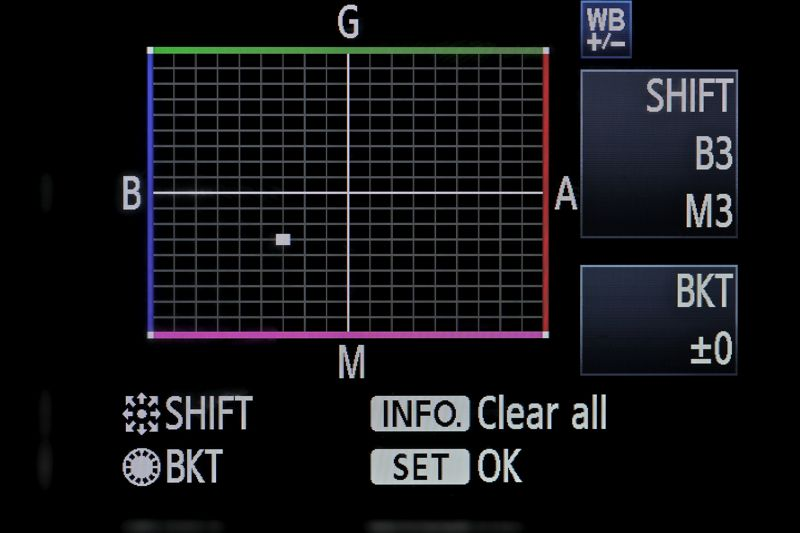 G
WB
+/−
SHIFT
B3
M3
B
A
BKT
±0
M
SHIFT
INFO. Clear all
BKT
SET OK